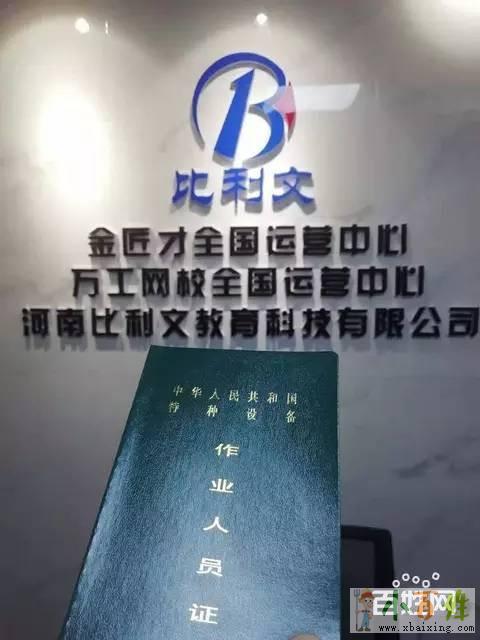 比利文
金匠才全国运营中心
万工网校全国运营中心
河南比利文教育科技有限公司
中华人民共和国
特种设备
作业人员证
百姓网
小百姓
www.xbaixing.com